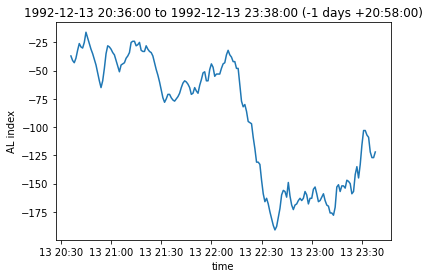 1992-12-13 20:36:00 to 1992-12-13 23:38:00 (-1 days +20:58:00)
−25
−50
−75
−100
−125
−150
−175
AL index
13 20:30 13 21:00 13 21:30 13 22:00 13 22:30 13 23:00 13 23:30
time